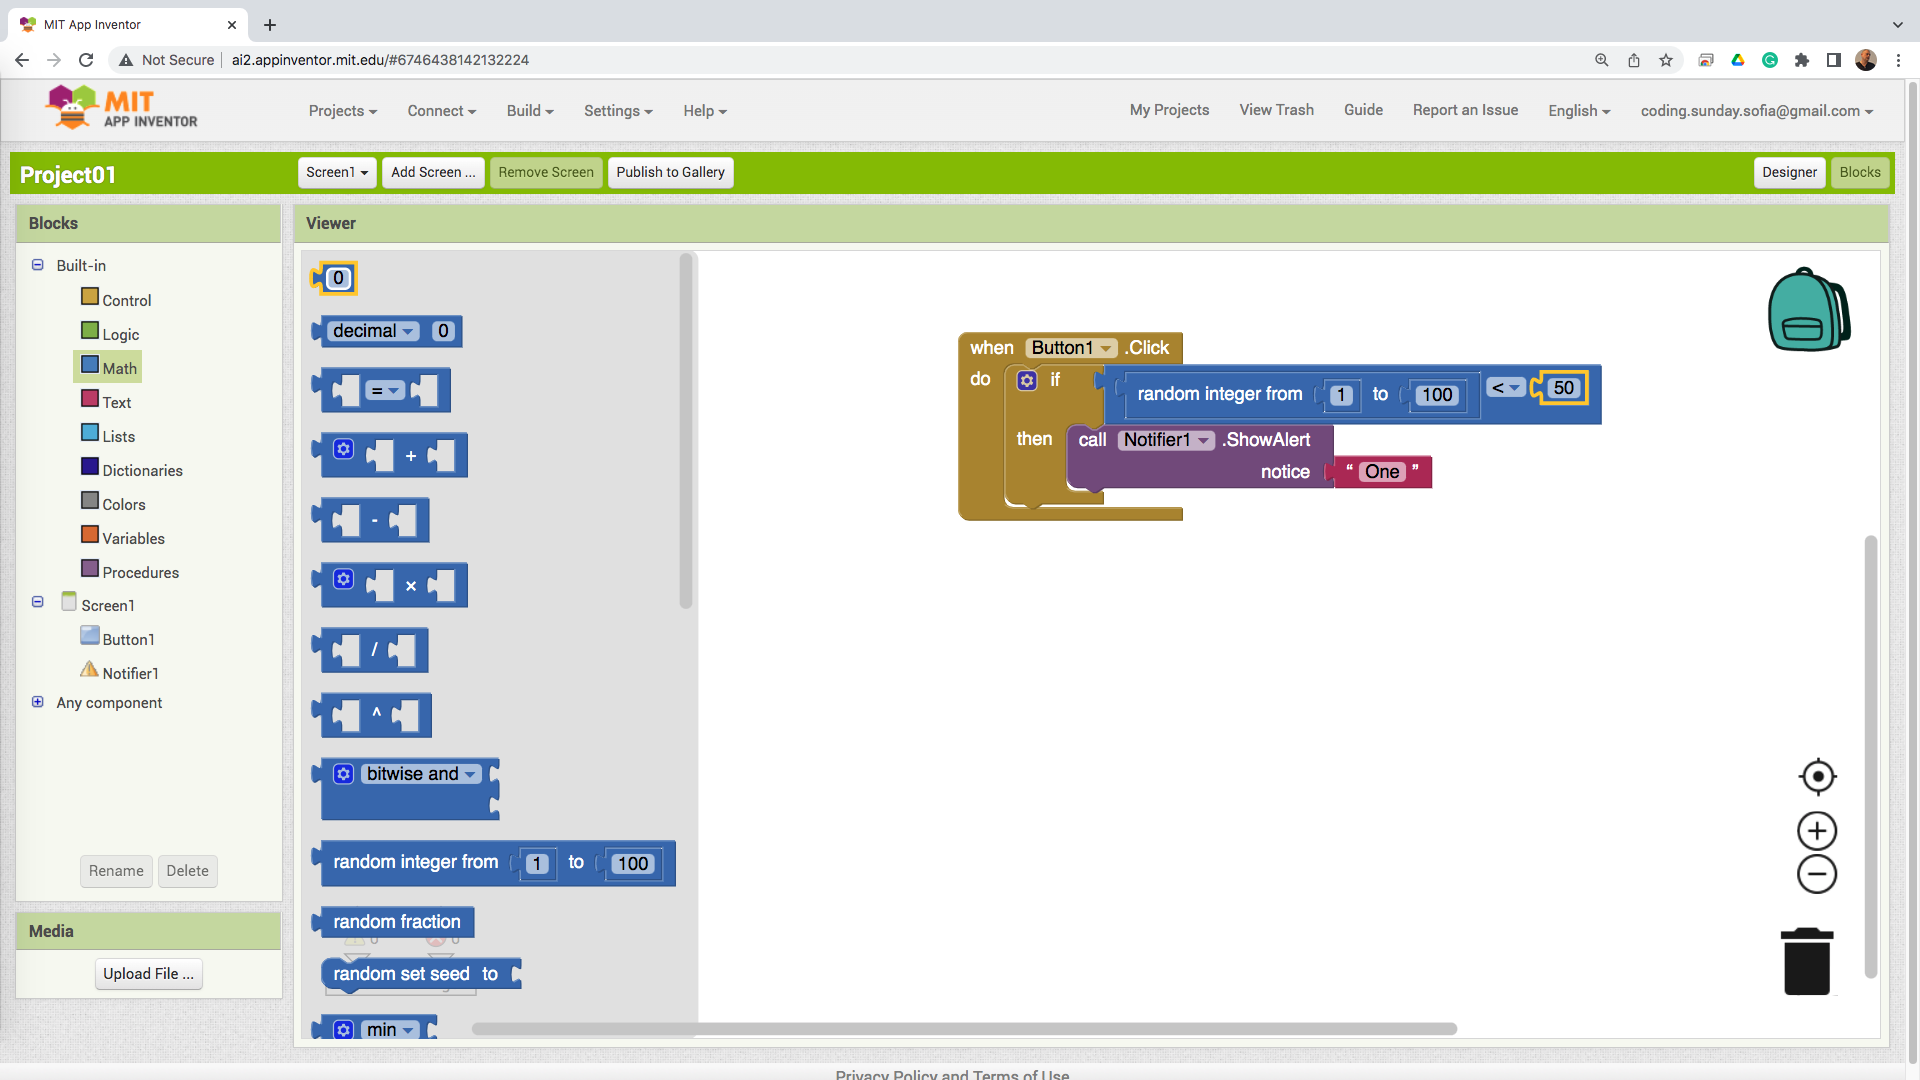 MIT App Inventor
Not Secure
ai2.appinventor.mit.edu/#6746438142132224
MIT
APP INVENTOR
Projects
Connect
Build
Settings
Help
My Projects
View Trash
Guide
Report an Issue
English
coding.sunday.sofia@gmail.com
Project01
Screen1
Add Screen ...
Remove Screen
Publish to Gallery
Designer
Blocks
Blocks
Viewer
Built-in
Control
Logic
Math
Text
Lists
Dictionaries
Colors
Variables
Procedures
Screen1
Button1
Notifier1
Any component
Rename
Delete
Media
Upload File ...
0
decimal 0
=
+
-
×
/
^
bitwise and
random integer from 1 to 100
random fraction
random set seed to
min
when Button1 .Click
do if random integer from 1 to 100 < 50
then call Notifier1 .ShowAlert
notice “ One ”
Privacy Policy and Terms of Use